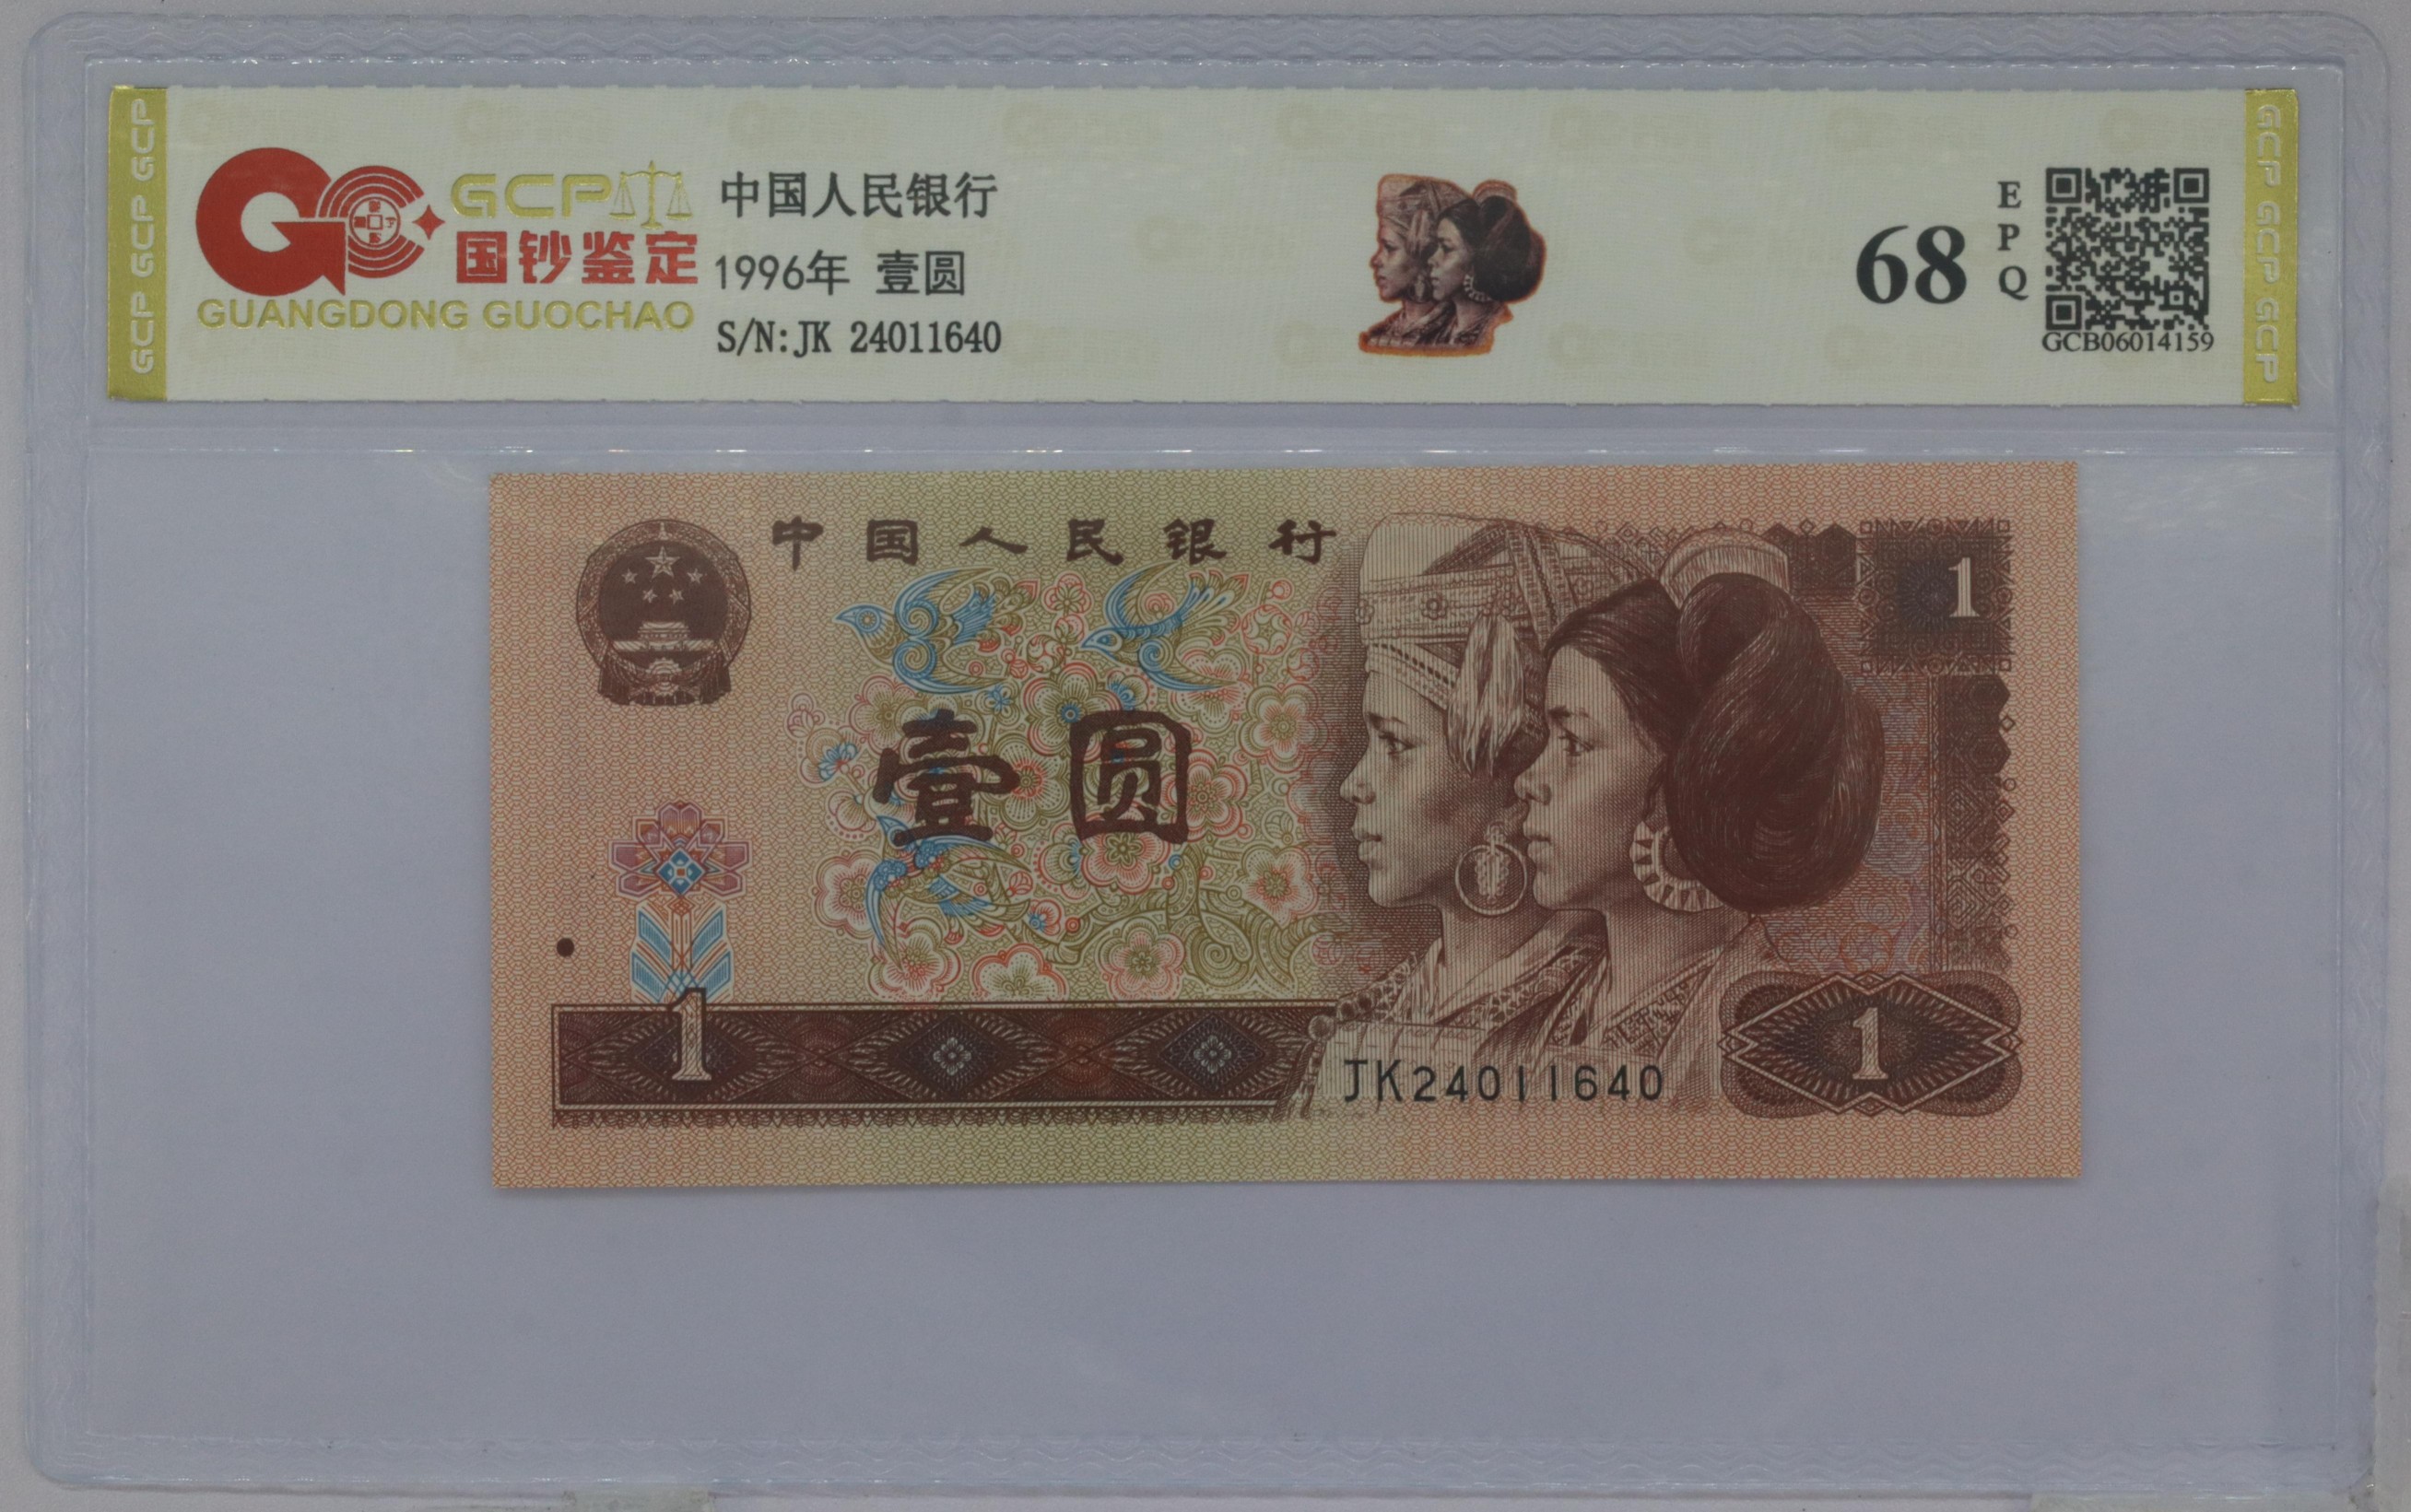 GCP GCP GCP
GCP
国钞鉴定
GUANGDONG GUOCHAO
中国人民银行
1996年 壹圆
S/N:JK 24011640
68
EPQ
GCB06014159
GCP GCP GCP
中国人民银行
1
壹圆
1
JK24011640
1